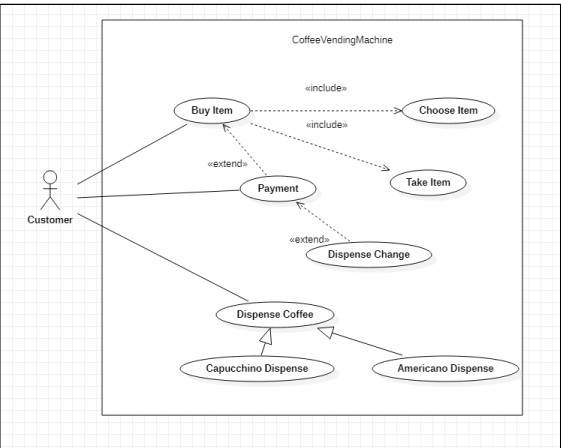 CoffeeVendingMachine
«include»
Buy Item
Choose Item
«include»
«extend»
Payment
Take Item
Customer
«extend»
Dispense Change
Dispense Coffee
Capucchino Dispense
Americano Dispense